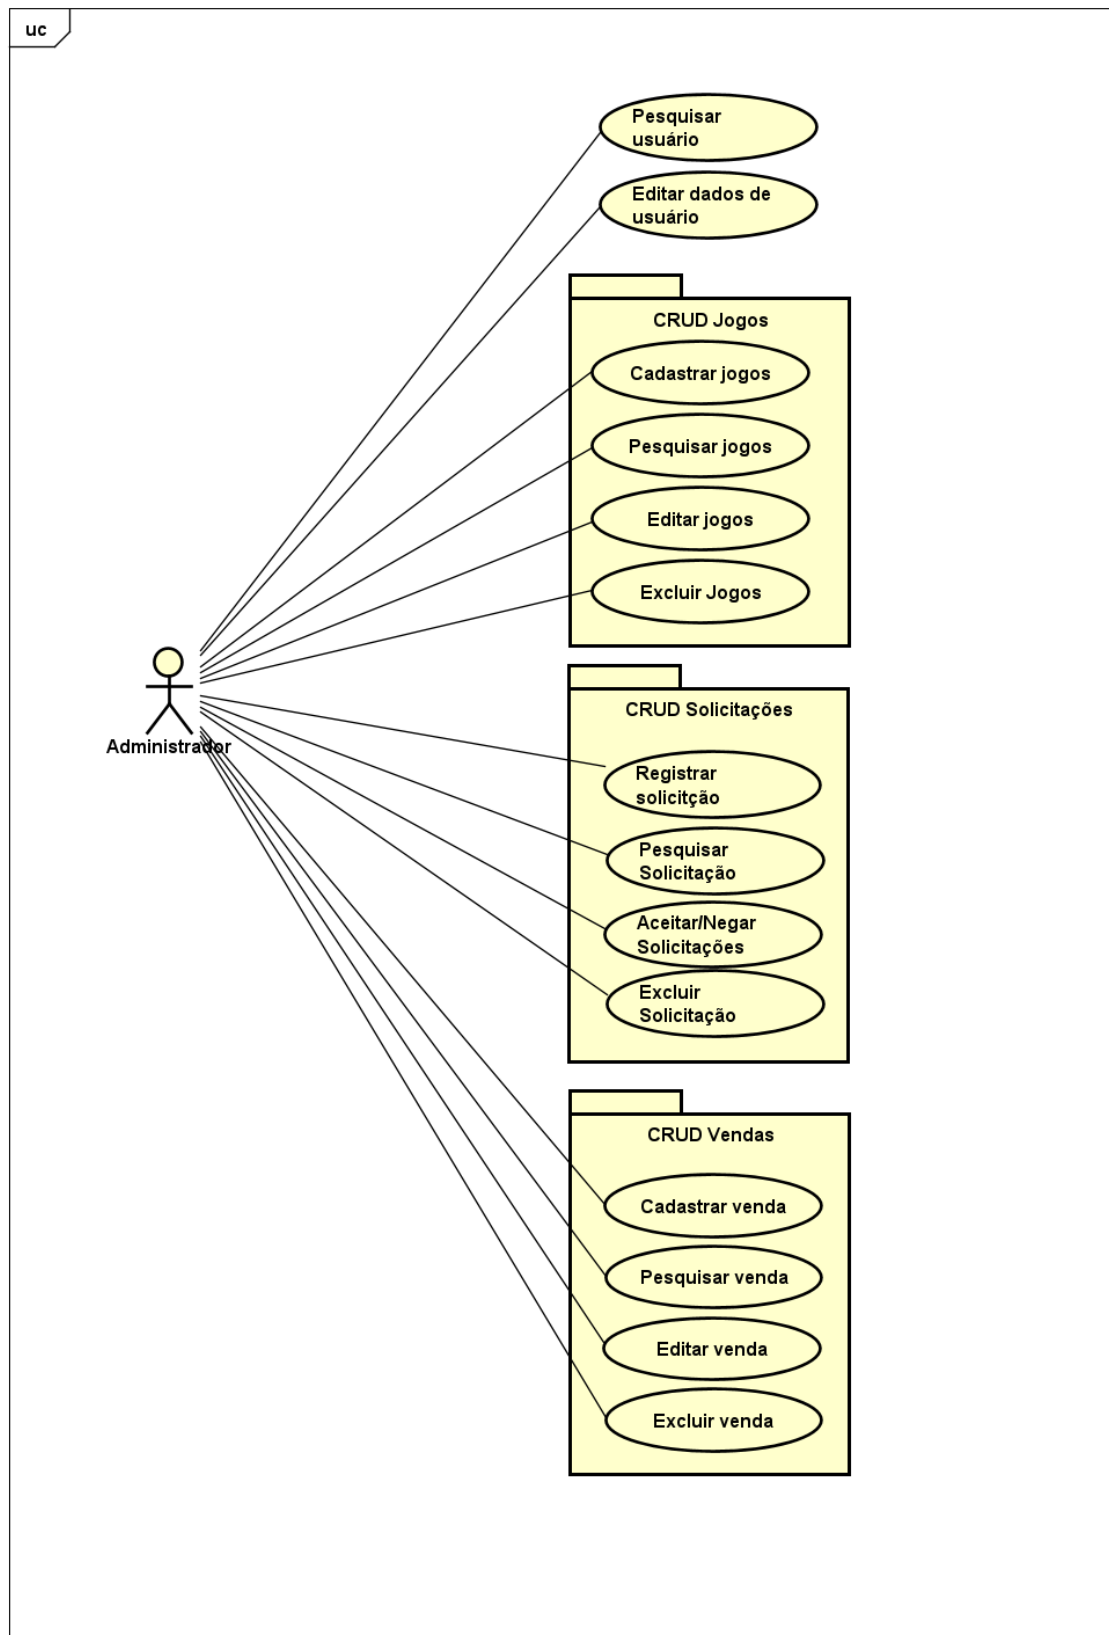 uc
Pesquisar
usuário
Editar dados de
usuário
CRUD Jogos
Cadastrar jogos
Pesquisar jogos
Editar jogos
Excluir Jogos
Administrador
CRUD Solicitações
Registrar
solicitção
Pesquisar
Solicitação
Aceitar/Negar
Solicitações
Excluir
Solicitação
CRUD Vendas
Cadastrar venda
Pesquisar venda
Editar venda
Excluir venda